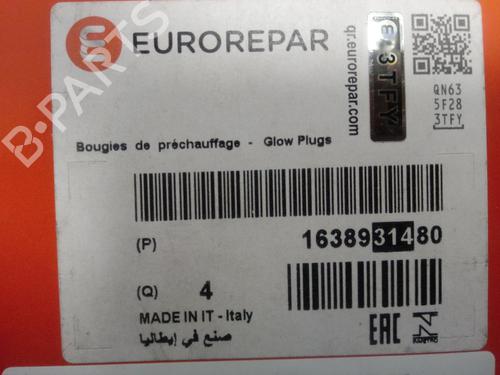 EUROREPAR
qr.eurorepar.com
3TFY
QN63
5F28
3TFY
B-PARTS
Bougies de préchauffage - Glow Plugs
(P) 1638931480
(Q) 4
MADE IN IT - Italy
صنع في إيطاليا
EAC